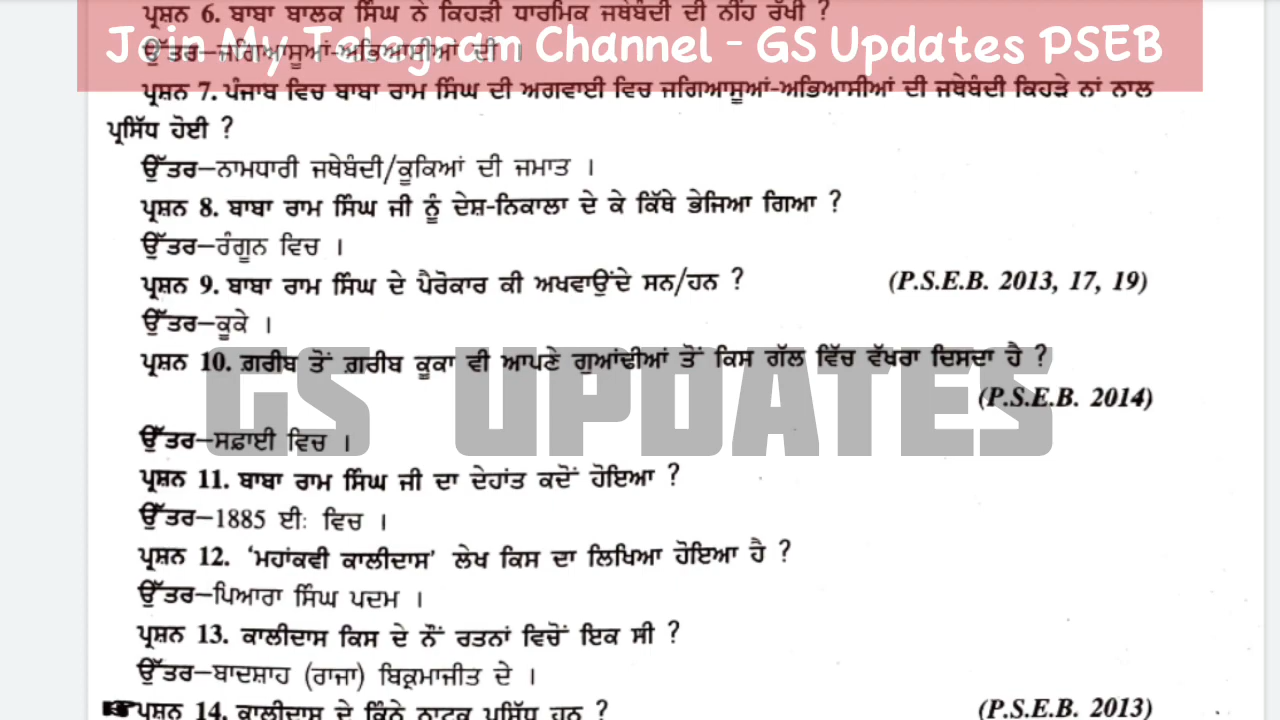 ਪ੍ਰਸ਼ਨ 6. ਬਾਬਾ ਬਾਲਕ ਸਿੰਘ ਨੇ ਕਿਹੜੀ ਧਾਰਮਿਕ ਜਥੇਬੰਦੀ ਦੀ ਨੀਂਹ ਰੱਖੀ ?
Join My Telegram Channel - GS Updates PSEB
ਉੱਤਰ–ਜਗਿਆਸੂਆਂ-ਅਭਿਆਸੀਆਂ ਦੀ ।
ਪ੍ਰਸ਼ਨ 7. ਪੰਜਾਬ ਵਿਚ ਬਾਬਾ ਰਾਮ ਸਿੰਘ ਦੀ ਅਗਵਾਈ ਵਿਚ ਜਗਿਆਸੂਆਂ-ਅਭਿਆਸੀਆਂ ਦੀ ਜਥੇਬੰਦੀ ਕਿਹੜੇ ਨਾਂ ਨਾਲ
ਪ੍ਰਸਿੱਧ ਹੋਈ ?
ਉੱਤਰ–ਨਾਮਧਾਰੀ ਜਥੇਬੰਦੀ/ਕੂਕਿਆਂ ਦੀ ਜਮਾਤ ।
ਪ੍ਰਸ਼ਨ 8. ਬਾਬਾ ਰਾਮ ਸਿੰਘ ਜੀ ਨੂੰ ਦੇਸ਼-ਨਿਕਾਲਾ ਦੇ ਕੇ ਕਿੱਥੇ ਭੇਜਿਆ ਗਿਆ ?
ਉੱਤਰ–ਰੰਗੂਨ ਵਿਚ ।
ਪ੍ਰਸ਼ਨ 9. ਬਾਬਾ ਰਾਮ ਸਿੰਘ ਦੇ ਪੈਰੋਕਾਰ ਕੀ ਅਖਵਾਉਂਦੇ ਸਨ/ਹਨ ? (P.S.E.B. 2013, 17, 19)
ਉੱਤਰ–ਕੂਕੇ ।
ਪ੍ਰਸ਼ਨ 10. ਗ਼ਰੀਬ ਤੋਂ ਗ਼ਰੀਬ ਕੂਕਾ ਵੀ ਆਪਣੇ ਗੁਆਂਢੀਆਂ ਤੋਂ ਕਿਸ ਗੱਲ ਵਿੱਚ ਵੱਖਰਾ ਦਿਸਦਾ ਹੈ ?
(P.S.E.B. 2014)
GS UPDATES
ਉੱਤਰ–ਸਫ਼ਾਈ ਵਿਚ ।
ਪ੍ਰਸ਼ਨ 11. ਬਾਬਾ ਰਾਮ ਸਿੰਘ ਜੀ ਦਾ ਦੇਹਾਂਤ ਕਦੋਂ ਹੋਇਆ ?
ਉੱਤਰ–1885 ਈ: ਵਿਚ ।
ਪ੍ਰਸ਼ਨ 12. 'ਮਹਾਂਕਵੀ ਕਾਲੀਦਾਸ' ਲੇਖ ਕਿਸ ਦਾ ਲਿਖਿਆ ਹੋਇਆ ਹੈ ?
ਉੱਤਰ–ਪਿਆਰਾ ਸਿੰਘ ਪਦਮ ।
ਪ੍ਰਸ਼ਨ 13. ਕਾਲੀਦਾਸ ਕਿਸ ਦੇ ਨੌਂ ਰਤਨਾਂ ਵਿਚੋਂ ਇਕ ਸੀ ?
ਉੱਤਰ–ਬਾਦਸ਼ਾਹ (ਰਾਜਾ) ਬਿਕ੍ਰਮਾਜੀਤ ਦੇ ।
☛ਪ੍ਰਸ਼ਨ 14. ਕਾਲੀਦਾਸ ਦੇ ਕਿੰਨੇ ਨਾਟਕ ਪ੍ਰਸਿੱਧ ਹਨ ? (P.S.E.B. 2013)